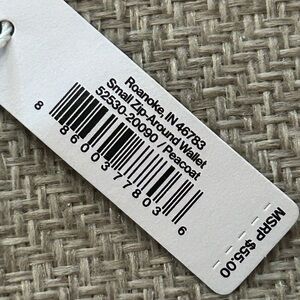 Roanoke, IN 46783
Small Zip-Around Wallet
52530-20090 /Peacoat
8 86003 77803 6
MSRP $55.00